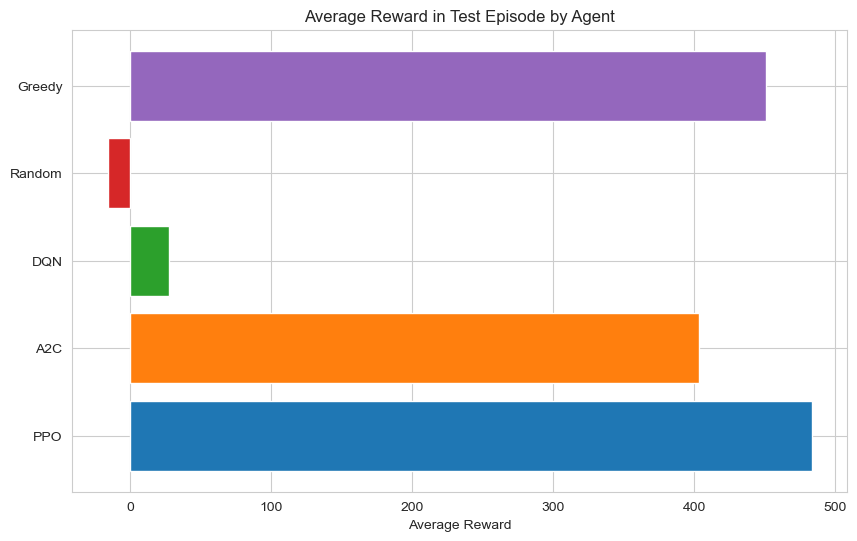 Average Reward in Test Episode by Agent
Greedy
Random
DQN
A2C
PPO
0 100 200 300 400 500
Average Reward